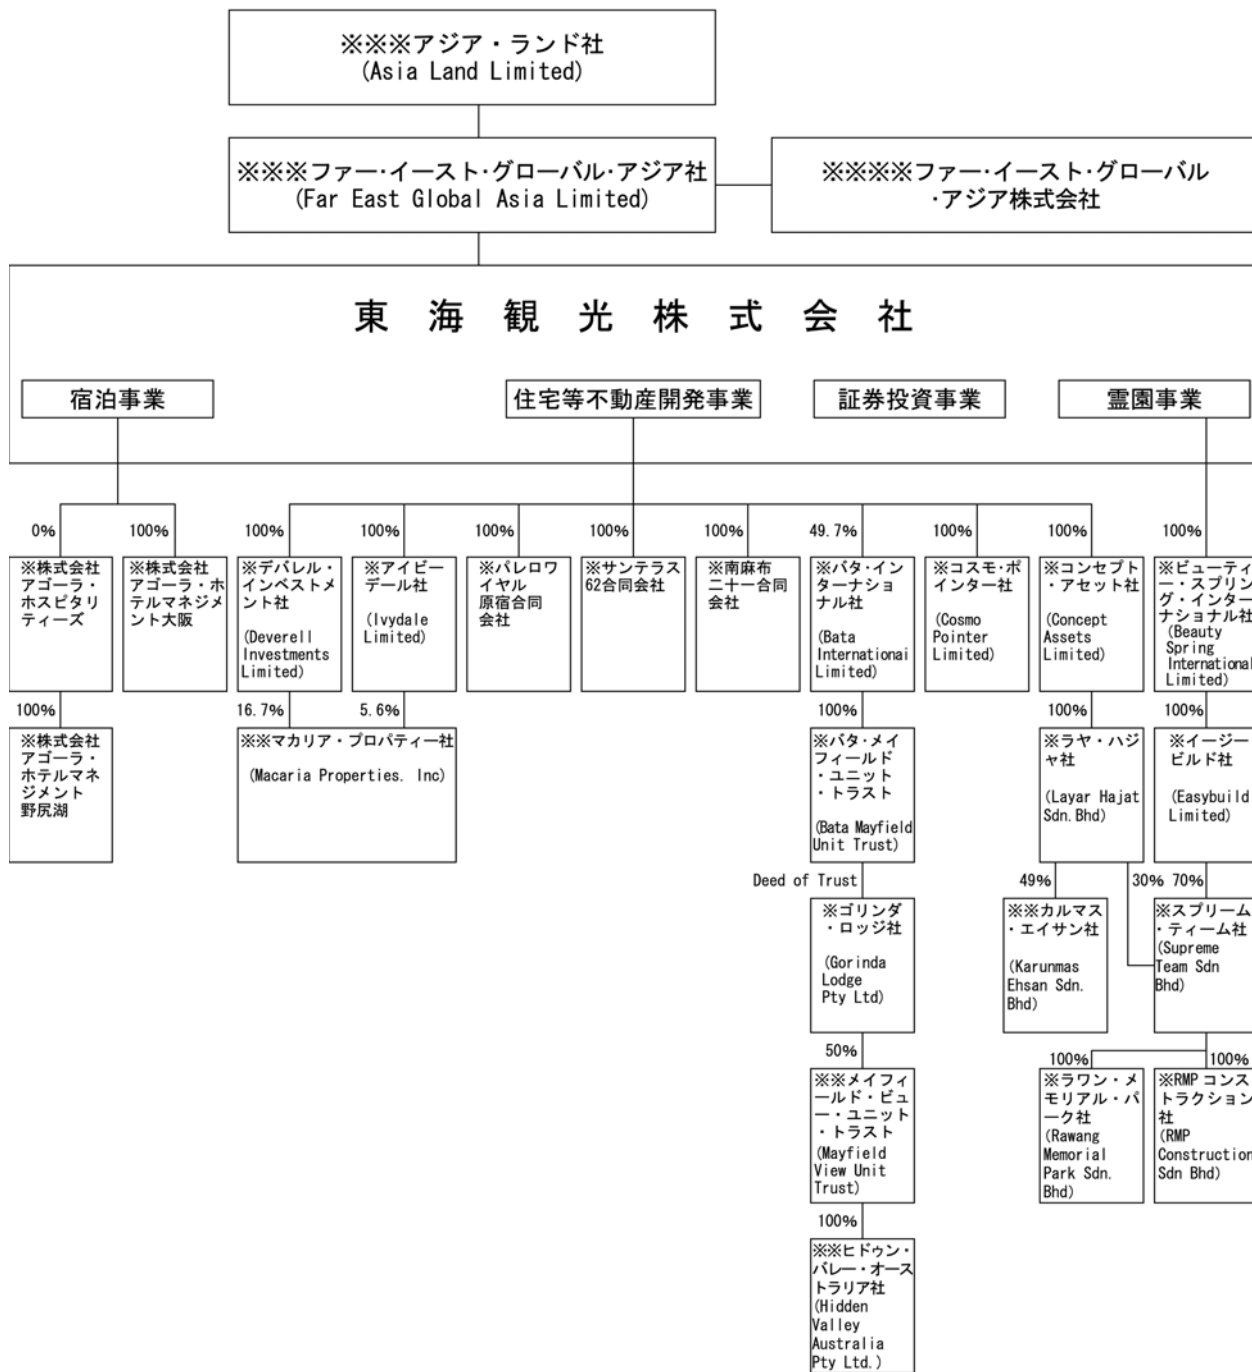 ※※※アジア・ランド社
(Asia Land Limited)
※※※ファー・イースト・グローバル・アジア社
(Far East Global Asia Limited)
※※※※ファー・イースト・グローバル
・アジア株式会社
東海観光株式会社
宿泊事業
住宅等不動産開発事業
証券投資事業
霊園事業
0%
100%
100%
100%
100%
100%
100%
49.7%
100%
100%
100%
※株式会社
アゴーラ・
ホスピタリ
ティーズ
※株式会社
アゴーラ・ホ
テルマネジメ
ント大阪
※デバレル・
インベストメ
ント社
(Deverell
Investments
Limited)
※アイビー
デール社
(Ivydale
Limited)
※パレロワ
イヤル
原宿合同
会社
※サンテラス
62合同会社
※南麻布
二十一合同
会社
※バタ・イン
ターナショ
ナル社
(Bata
International
Limited)
※コスモ・ポ
インター社
(Cosmo
Pointer
Limited)
※コンセプト
・アセット社
(Concept
Assets
Limited)
※ビューティ
ー・スプリン
グ・インター
ナショナル社
(Beauty
Spring
International
Limited)
100%
16.7%
5.6%
100%
100%
100%
※株式会社
アゴーラ・
ホテルマネ
ジメント
野尻湖
※※マカリア・プロパティー社
(Macaria Properties. Inc)
※バタ・メイ
フィールド
・ユニット
・トラスト
(Bata Mayfield
Unit Trust)
※ラヤ・ハジ
ャ社
(Layar Hajat
Sdn.Bhd)
※イージー
ビルド社
(Easybuild
Limited)
Deed of Trust
49%
30%
70%
※ゴリンダ
・ロッジ社
(Gorinda
Lodge
Pty Ltd)
※※カルマス
・エイサン社
(Karunmas
Ehsan Sdn.
Bhd)
※スプリーム
・ティーム社
(Supreme
Team Sdn
Bhd)
50%
100%
100%
※※メイフィ
ールド・ビュ
ー・ユニット
・トラスト
(Mayfield
View Unit
Trust)
※ラワン・メ
モリアル・パ
ーク社
(Rawang
Memorial
Park Sdn.
Bhd)
※RMPコンス
トラクション
社
(RMP
Construction
Sdn Bhd)
100%
※※ヒドゥン・
バレー・オース
トラリア社
(Hidden
Valley
Australia
Pty Ltd.)